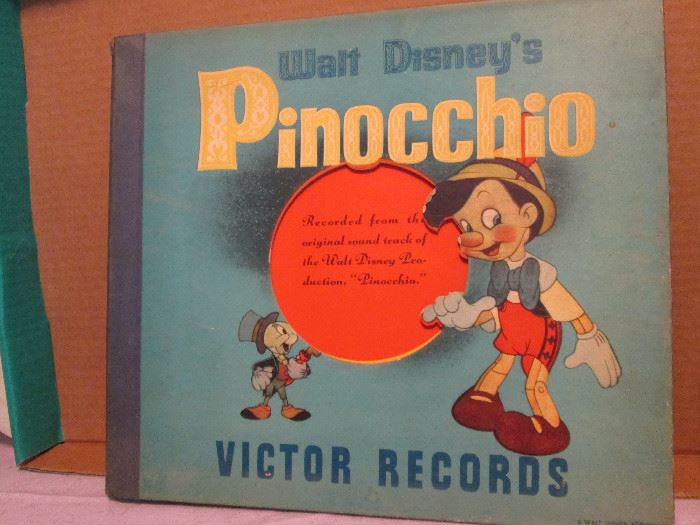 Walt Disney's
Pinocchio
Recorded from the
original sound track of
the Walt Disney Pro-
duction, "Pinocchio."
VICTOR RECORDS